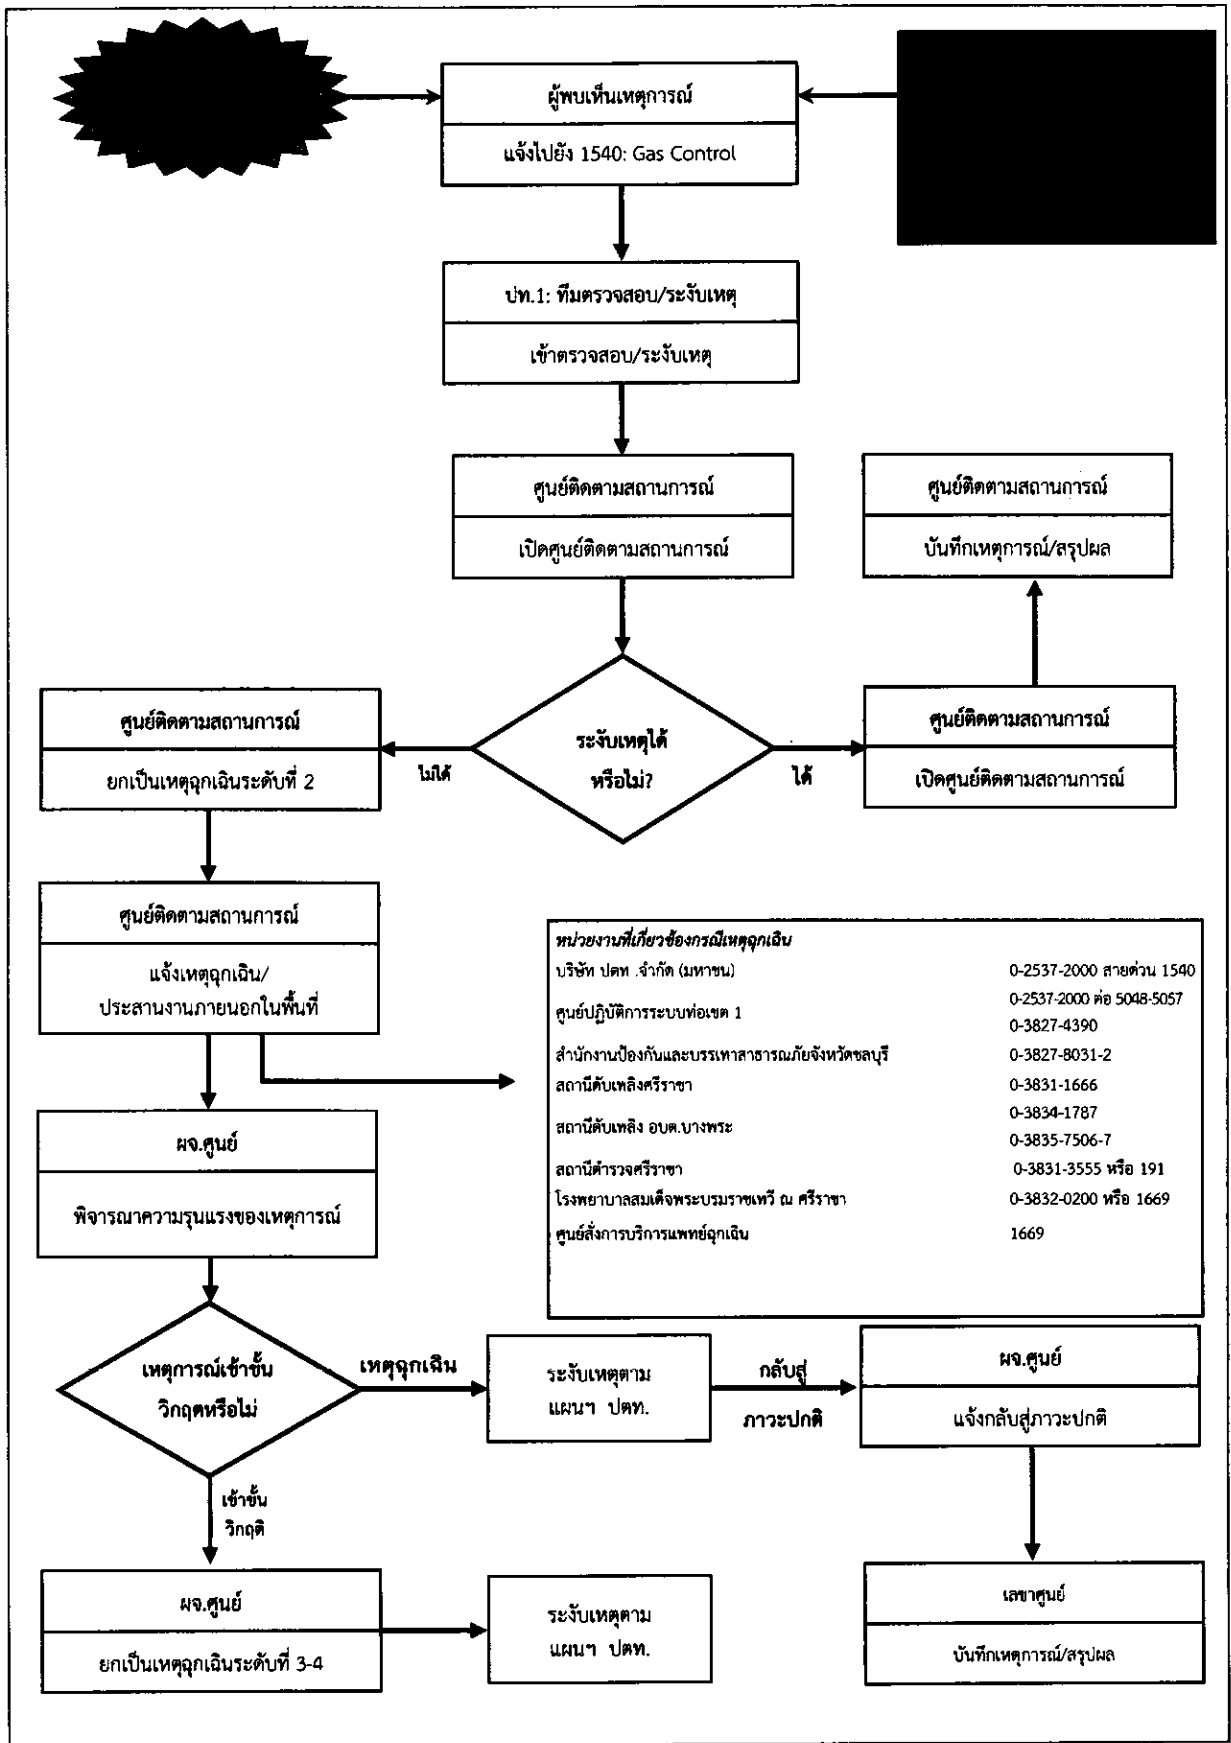 ผู้พบเห็นเหตุการณ์
แจ้งไปยัง 1540: Gas Control
ปท.1: ทีมตรวจสอบ/ระงับเหตุ
เข้าตรวจสอบ/ระงับเหตุ
ศูนย์ติดตามสถานการณ์
เปิดศูนย์ติดตามสถานการณ์
ศูนย์ติดตามสถานการณ์
บันทึกเหตุการณ์/สรุปผล
ศูนย์ติดตามสถานการณ์
ยกเป็นเหตุฉุกเฉินระดับที่ 2
ไม่ได้
ระงับเหตุได้
หรือไม่?
ได้
ศูนย์ติดตามสถานการณ์
เปิดศูนย์ติดตามสถานการณ์
ศูนย์ติดตามสถานการณ์
แจ้งเหตุฉุกเฉิน/
ประสานงานภายนอกในพื้นที่
หน่วยงานที่เกี่ยวข้องกรณีเหตุฉุกเฉิน
บริษัท ปตท .จำกัด (มหาชน) 0-2537-2000 สายด่วน 1540
ศูนย์ปฏิบัติการระบบท่อเขต 1 0-2537-2000 ต่อ 5048-5057
0-3827-4390
สำนักงานป้องกันและบรรเทาสาธารณภัยจังหวัดชลบุรี 0-3827-8031-2
สถานีดับเพลิงศรีราชา 0-3831-1666
สถานีดับเพลิง อบต.บางพระ 0-3834-1787
0-3835-7506-7
สถานีตำรวจศรีราชา 0-3831-3555 หรือ 191
โรงพยาบาลสมเด็จพระบรมราชเทวี ณ ศรีราชา 0-3832-0200 หรือ 1669
ศูนย์สั่งการบริการแพทย์ฉุกเฉิน 1669
ผจ.ศูนย์
พิจารณาความรุนแรงของเหตุการณ์
เหตุการณ์เข้าขั้น
วิกฤตหรือไม่
เหตุฉุกเฉิน
ระงับเหตุตาม
แผนฯ ปตท.
กลับสู่
ภาวะปกติ
ผจ.ศูนย์
แจ้งกลับสู่ภาวะปกติ
เข้าขั้น
วิกฤติ
ผจ.ศูนย์
ยกเป็นเหตุฉุกเฉินระดับที่ 3-4
ระงับเหตุตาม
แผนฯ ปตท.
เลขาศูนย์
บันทึกเหตุการณ์/สรุปผล